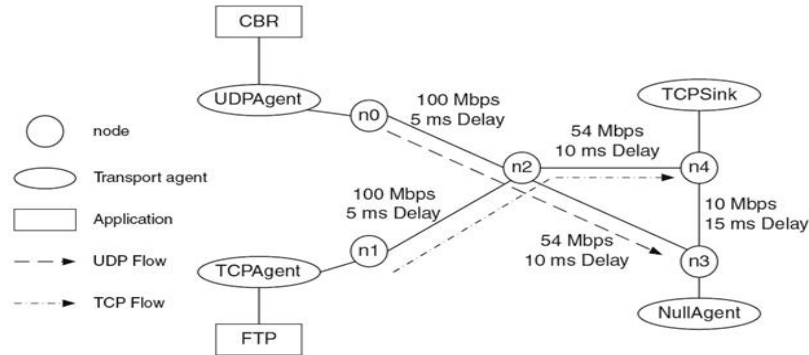 CBR
UDPAgent
n0
100 Mbps
5 ms Delay
TCPSink
node
54 Mbps
10 ms Delay
n2
n4
Transport agent
100 Mbps
5 ms Delay
10 Mbps
15 ms Delay
Application
n1
54 Mbps
10 ms Delay
n3
UDP Flow
TCPAgent
TCP Flow
NullAgent
FTP